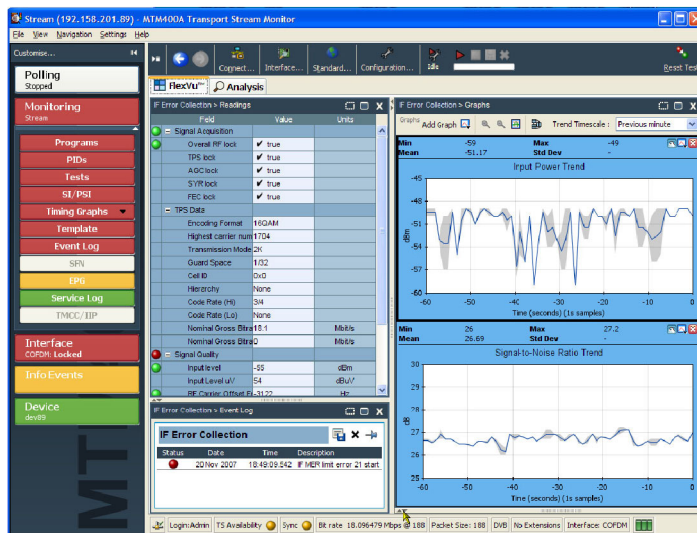 Stream (192.158.201.89) - MTM400A Transport Stream Monitor
File View Navigation Settings Help
Customise...
Connect... Interface... Standard... Configuration... Idle Reset Test
Polling
Stopped
Monitoring
Stream
Programs
PIDs
Tests
SI/PSI
Timing Graphs
Template
Event Log
SFN
EPG
Service Log
TMCC/IIP
Interface
COFDM: Locked
Info Events
Device
dev89
FlexVu Analysis
IF Error Collection > Readings
Field Value Units
Signal Acquisition
Overall RF lock true
TPS lock true
AGC lock true
SYR lock true
FEC lock true
TPS Data
Encoding Format 16QAM
Highest carrier num 1704
Transmission Mode 2K
Guard Space 1/32
Cell ID 0x0
Hierarchy None
Code Rate (Hi) 3/4
Code Rate (Lo) None
Nominal Gross Bitra 18.1 Mbit/s
Nominal Gross Bitra 0 Mbit/s
Signal Quality
Input level -55 dBm
Input Level uV 54 dBuV
RF Carrier Offset Fr -3122 Hz
IF Error Collection > Event Log
IF Error Collection
Status Date Time Description
20 Nov 2007 18:49:09.542 IF MER limit error 21 start
IF Error Collection > Graphs
Graphs Add Graph Trend Timescale : Previous minute
Min -59 Max -49
Mean -51.17 Std Dev -
Input Power Trend
dBm
-45
-48
-51
-54
-57
-60
-60 -50 -40 -30 -20 -10 0
Time (seconds) (1s samples)
Min 26 Max 27.2
Mean 26.69 Std Dev -
Signal-to-Noise Ratio Trend
dB
30
29
28
27
26
25
-60 -50 -40 -30 -20 -10 0
Time (seconds) (1s samples)
Login:Admin TS Availability Sync Bit rate 18.096479 Mbps @ 188 Packet Size: 188 DVB No Extensions Interface: COFDM